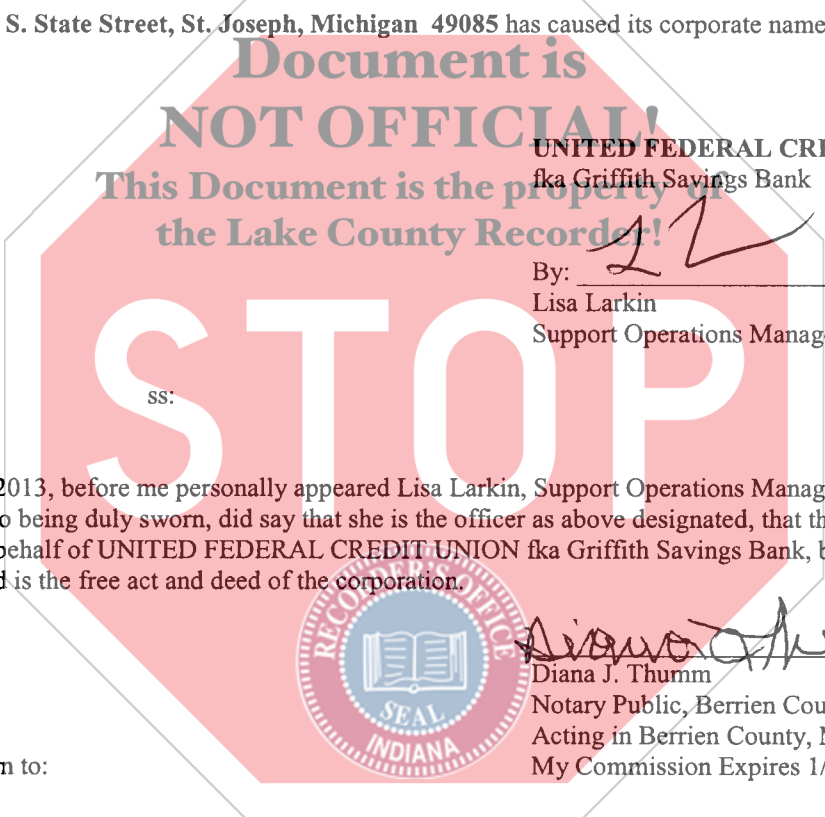 S. State Street, St. Joseph, Michigan 49085 has caused its corporate name
Document is
NOT OFFICIAL!
This Document is the property of
the Lake County Recorder!
UNITED FEDERAL CRE
fka Griffith Savings Bank
By:
Lisa Larkin
Support Operations Manag
STOP
ss:
2013, before me personally appeared Lisa Larkin, Support Operations Manag
o being duly sworn, did say that she is the officer as above designated, that th
behalf of UNITED FEDERAL CREDIT UNION fka Griffith Savings Bank, b
d is the free act and deed of the corporation.
RECORDER'S OFFICE
SEAL
INDIANA
Diana J. Thumm
Notary Public, Berrien Cou
Acting in Berrien County, M
n to:
My Commission Expires 1/